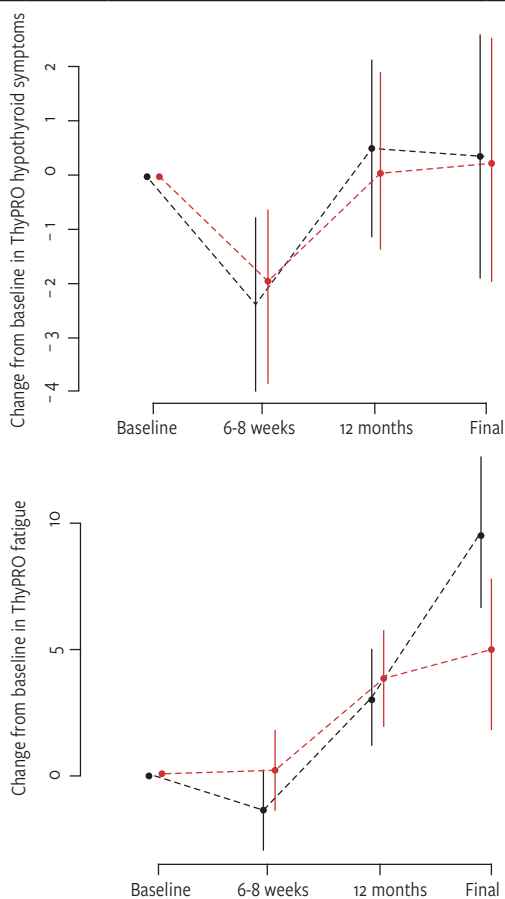 Change from baseline in ThyPRO hypothyroid symptoms
2
1
0
– 1
– 2
– 3
– 4
Baseline
6-8 weeks
12 months
Final
Change from baseline in ThyPRO fatigue
10
5
0
Baseline
6-8 weeks
12 months
Final